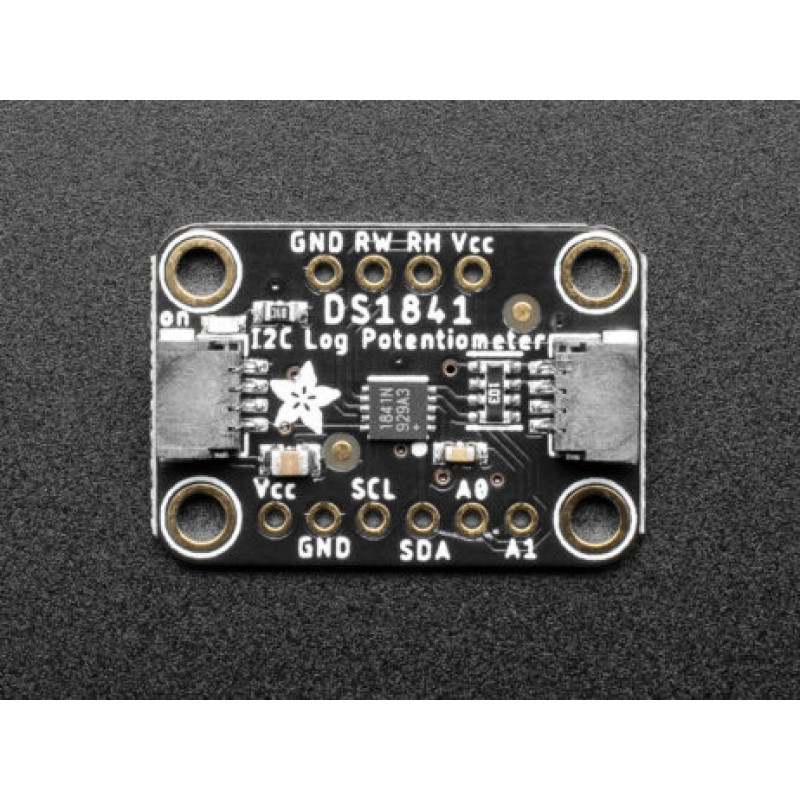 GND RW RH Vcc
DS1841
on
I2C Log Potentiometer
1841N
929A3
+
103
Vcc SCL A0
GND SDA A1